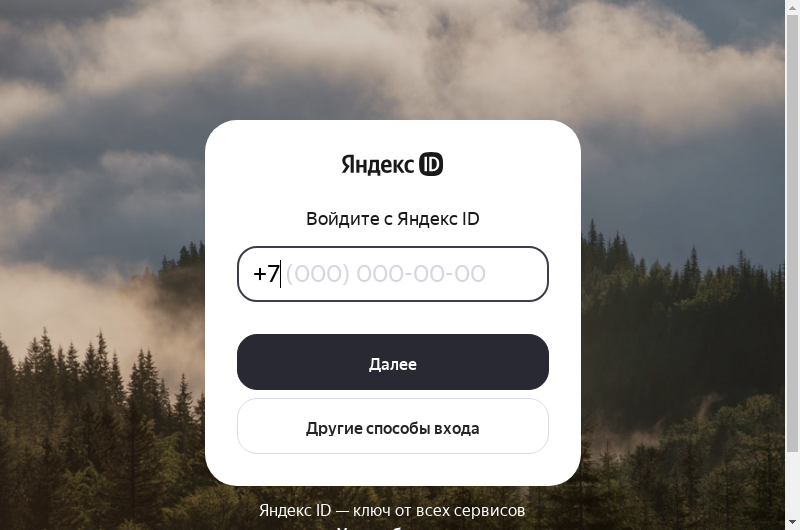 Яндекс ID
Войдите с Яндекс ID
+7 (000) 000-00-00
Далее
Другие способы входа
Яндекс ID — ключ от всех сервисов